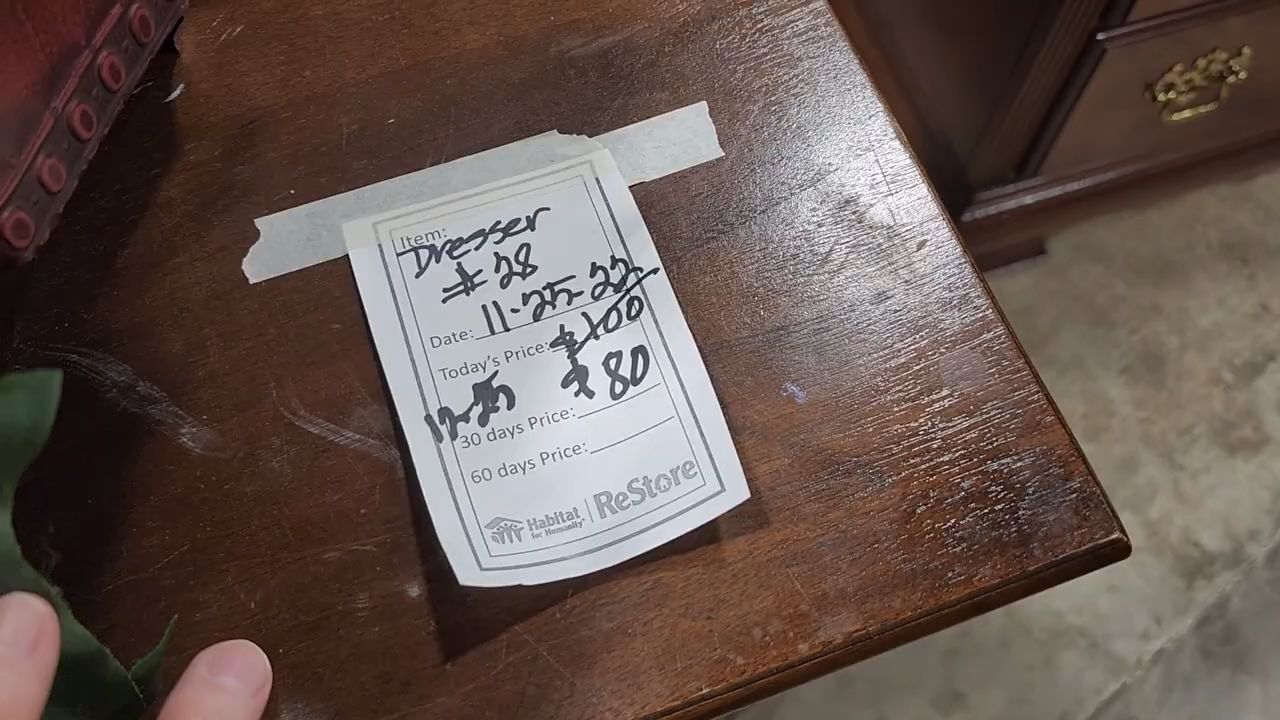 Item:
Dresser
# 28
Date: 11-25-22
Today's Price: $100
12-25 $80
30 days Price:
60 days Price:
Habitat for Humanity® | ReStore